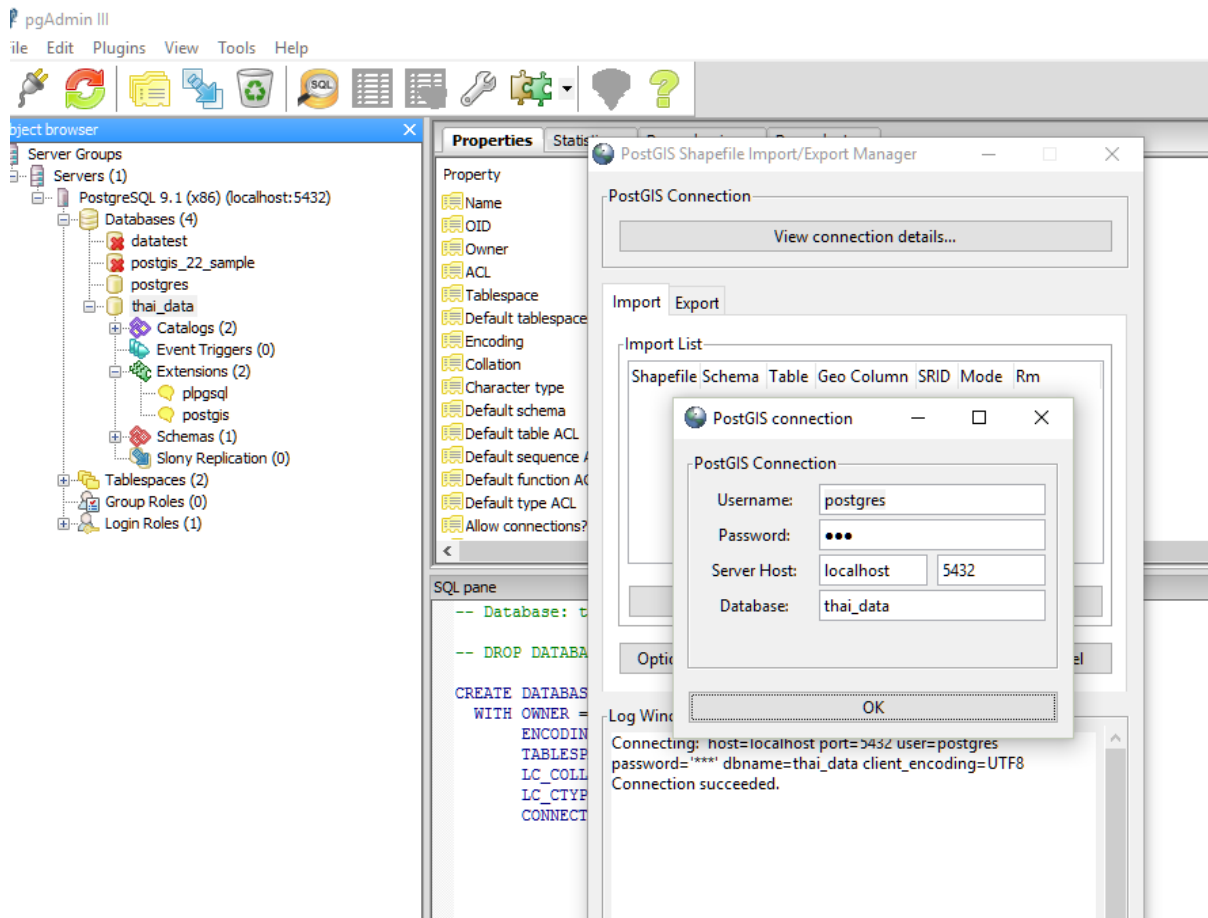 pgAdmin III
ile Edit Plugins View Tools Help
SQL
bject browser
Server Groups
Servers (1)
PostgreSQL 9.1 (x86) (localhost:5432)
Databases (4)
datatest
postgis_22_sample
postgres
thai_data
Catalogs (2)
Event Triggers (0)
Extensions (2)
plpgsql
postgis
Schemas (1)
Slony Replication (0)
Tablespaces (2)
Group Roles (0)
Login Roles (1)
Properties Statis
Property
Name
OID
Owner
ACL
Tablespace
Default tablespace
Encoding
Collation
Character type
Default schema
Default table ACL
Default sequence A
Default function AC
Default type ACL
Allow connections?
SQL pane
-- Database: t
-- DROP DATABA
CREATE DATABAS
WITH OWNER =
ENCODIN
TABLESP
LC_COLL
LC_CTYP
CONNECT
PostGIS Shapefile Import/Export Manager
PostGIS Connection
View connection details...
Import Export
Import List
Shapefile Schema Table Geo Column SRID Mode Rm
PostGIS connection
PostGIS Connection
Username: postgres
Password: ●●●
Server Host: localhost 5432
Database: thai_data
OK
Optio
el
Log Wind
Connecting: host=localhost port=5432 user=postgres
password='***' dbname=thai_data client_encoding=UTF8
Connection succeeded.